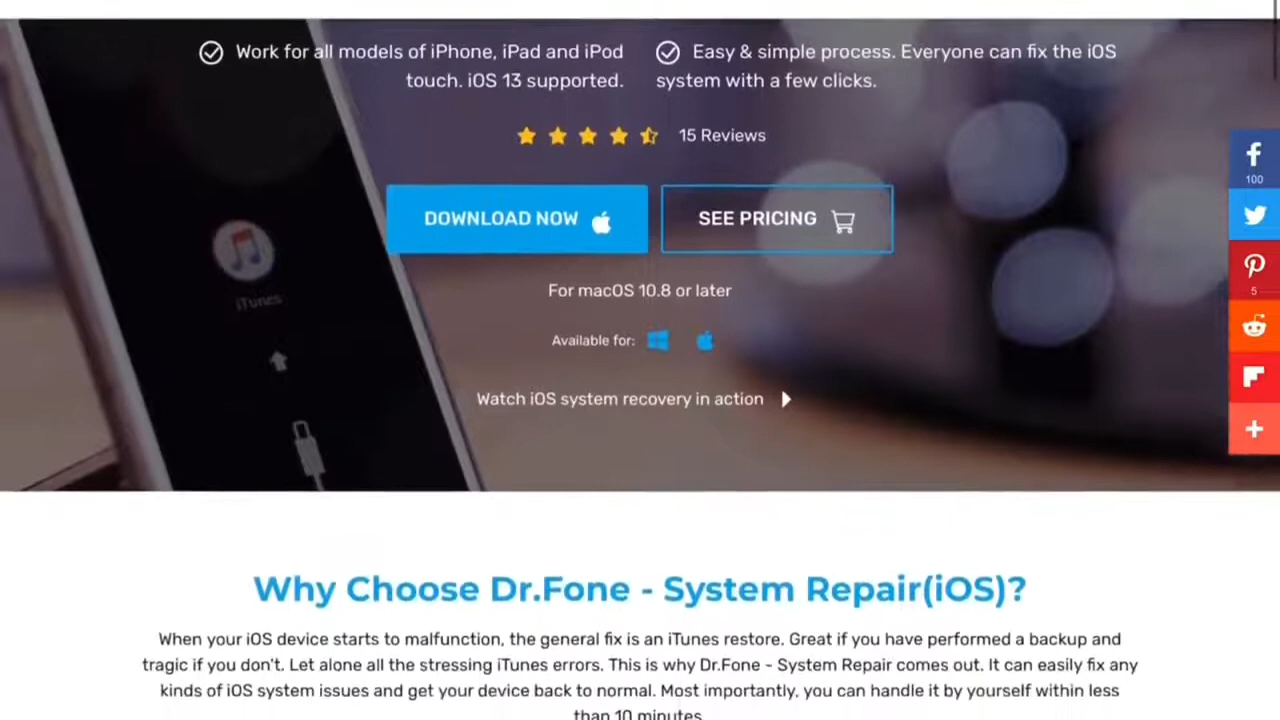 Work for all models of iPhone, iPad and iPod
touch. iOS 13 supported.
Easy & simple process. Everyone can fix the iOS
system with a few clicks.
15 Reviews
DOWNLOAD NOW
SEE PRICING
For macOS 10.8 or later
Available for:
Watch iOS system recovery in action
iTunes
100
5
Why Choose Dr.Fone - System Repair(iOS)?
When your iOS device starts to malfunction, the general fix is an iTunes restore. Great if you have performed a backup and
tragic if you don't. Let alone all the stressing iTunes errors. This is why Dr.Fone - System Repair comes out. It can easily fix any
kinds of iOS system issues and get your device back to normal. Most importantly, you can handle it by yourself within less
than 10 minutes.